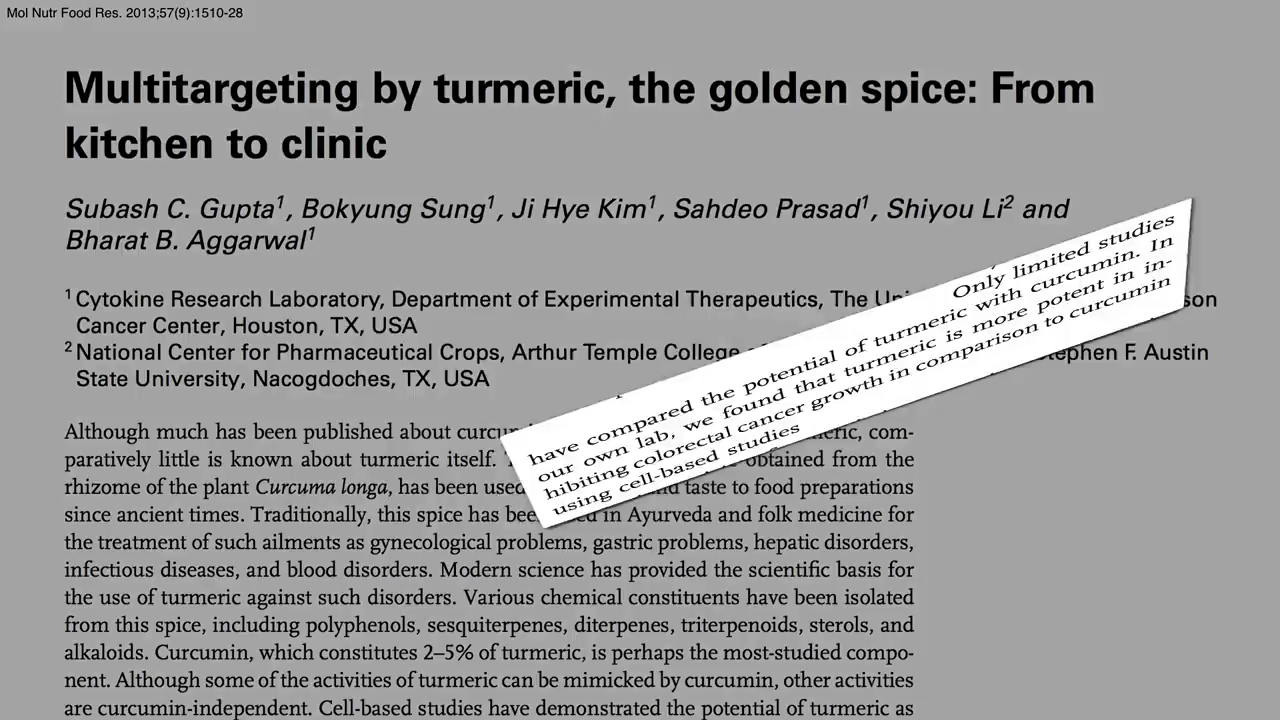 Mol Nutr Food Res. 2013;57(9):1510-28
Multitargeting by turmeric, the golden spice: From
kitchen to clinic
Subash C. Gupta1, Bokyung Sung1, Ji Hye Kim1, Sahdeo Prasad1, Shiyou Li2 and
Bharat B. Aggarwal1
1 Cytokine Research Laboratory, Department of Experimental Therapeutics, The
Cancer Center, Houston, TX, USA
2 National Center for Pharmaceutical Crops, Arthur Temple College F. Austin
State University, Nacogdoches, TX, USA
Only limited studies
have compared the potential of turmeric with curcumin. In
our own lab, we found that turmeric is more potent in in-
hibiting colorectal cancer growth in comparison to curcumin
using cell-based studies
Although much has been published about com-
paratively little is known about turmeric itself. obtained from the
rhizome of the plant Curcuma longa, has been used taste to food preparations
since ancient times. Traditionally, this spice has in Ayurveda and folk medicine for
the treatment of such ailments as gynecological problems, gastric problems, hepatic disorders,
infectious diseases, and blood disorders. Modern science has provided the scientific basis for
the use of turmeric against such disorders. Various chemical constituents have been isolated
from this spice, including polyphenols, sesquiterpenes, diterpenes, triterpenoids, sterols, and
alkaloids. Curcumin, which constitutes 2–5% of turmeric, is perhaps the most-studied compo-
nent. Although some of the activities of turmeric can be mimicked by curcumin, other activities
are curcumin-independent. Cell-based studies have demonstrated the potential of turmeric as